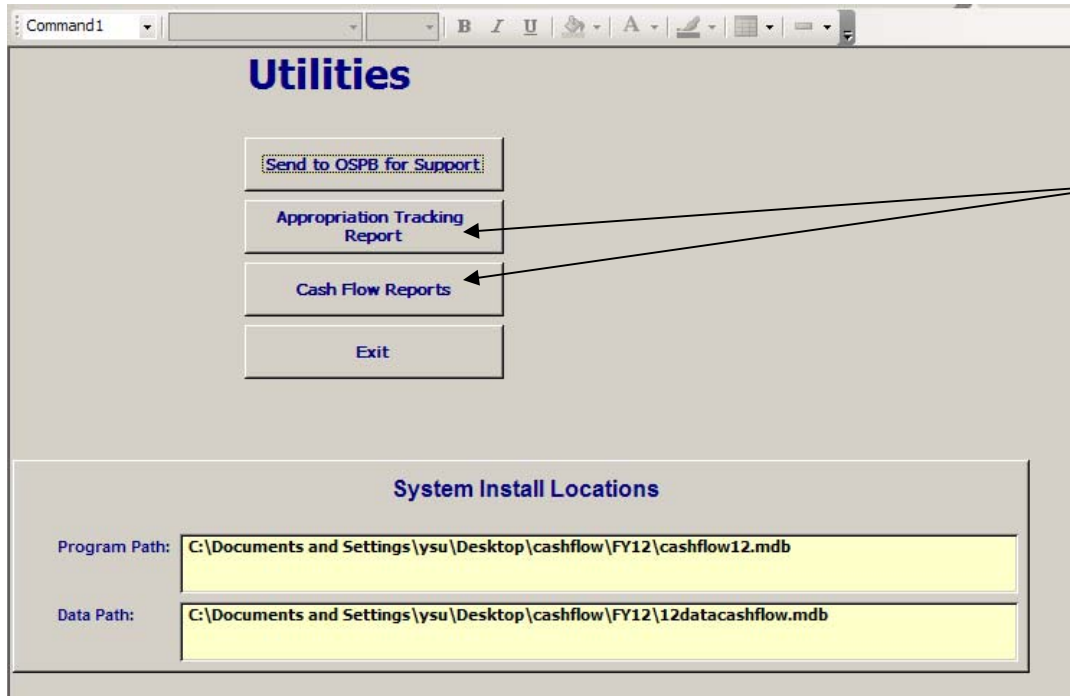 Command1
B I U A
Utilities
Send to OSPB for Support
Appropriation Tracking
Report
Cash Flow Reports
Exit
System Install Locations
Program Path: C:\Documents and Settings\ysu\Desktop\cashflow\FY12\cashflow12.mdb
Data Path: C:\Documents and Settings\ysu\Desktop\cashflow\FY12\12datacashflow.mdb